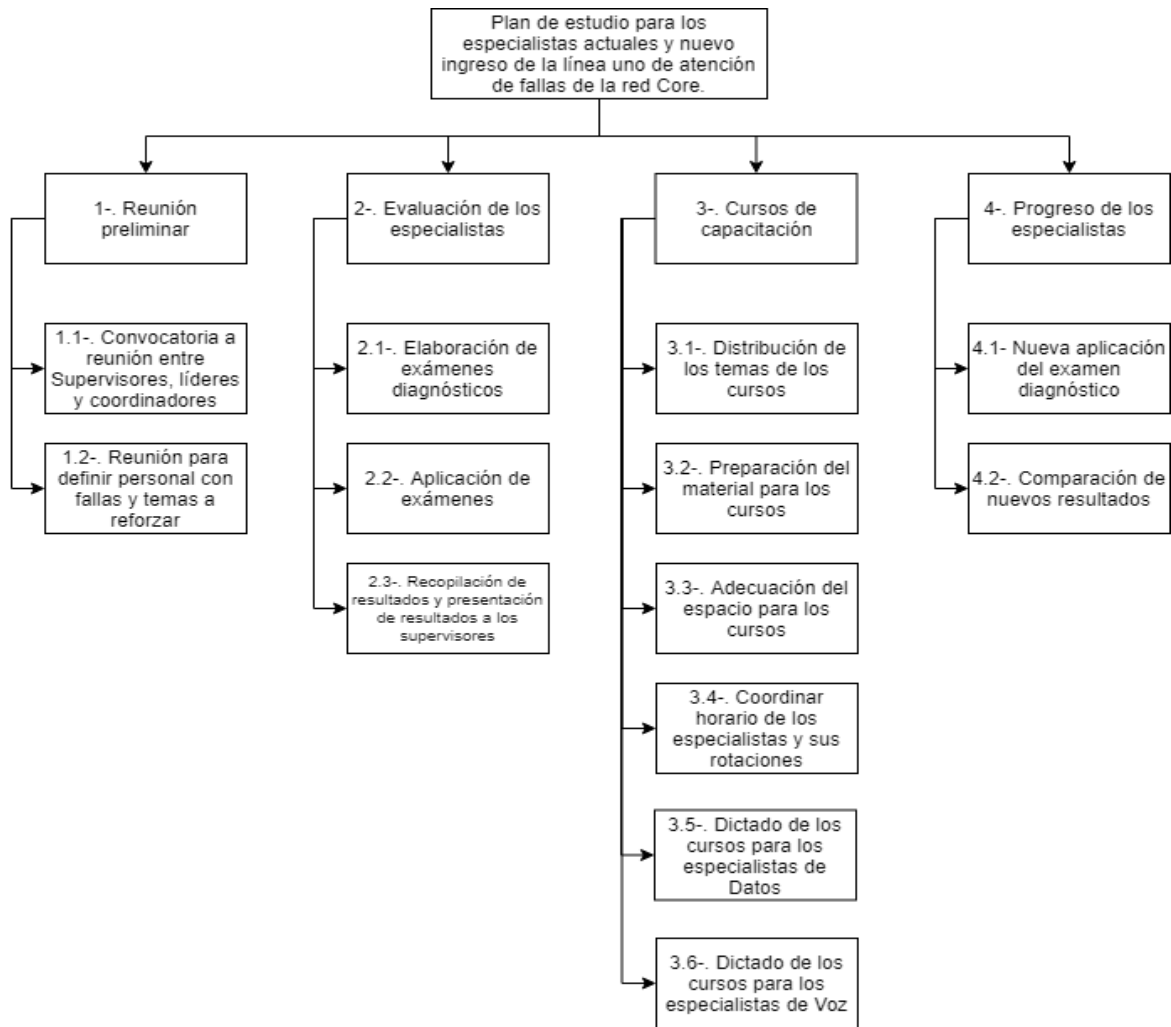 Plan de estudio para los
especialistas actuales y nuevo
ingreso de la línea uno de atención
de fallas de la red Core.
1-. Reunión
preliminar
2-. Evaluación de los
especialistas
3-. Cursos de
capacitación
4-. Progreso de los
especialistas
1.1-. Convocatoria a
reunión entre
Supervisores, líderes
y coordinadores
2.1-. Elaboración de
exámenes
diagnósticos
3.1-. Distribución de
los temas de los
cursos
4.1- Nueva aplicación
del examen
diagnóstico
1.2-. Reunión para
definir personal con
fallas y temas a
reforzar
2.2-. Aplicación de
exámenes
3.2-. Preparación del
material para los
cursos
4.2-. Comparación de
nuevos resultados
2.3-. Recopilación de
resultados y presentación
de resultados a los
supervisores
3.3-. Adecuación del
espacio para los
cursos
3.4-. Coordinar
horario de los
especialistas y sus
rotaciones
3.5-. Dictado de los
cursos para los
especialistas de
Datos
3.6-. Dictado de los
cursos para los
especialistas de Voz